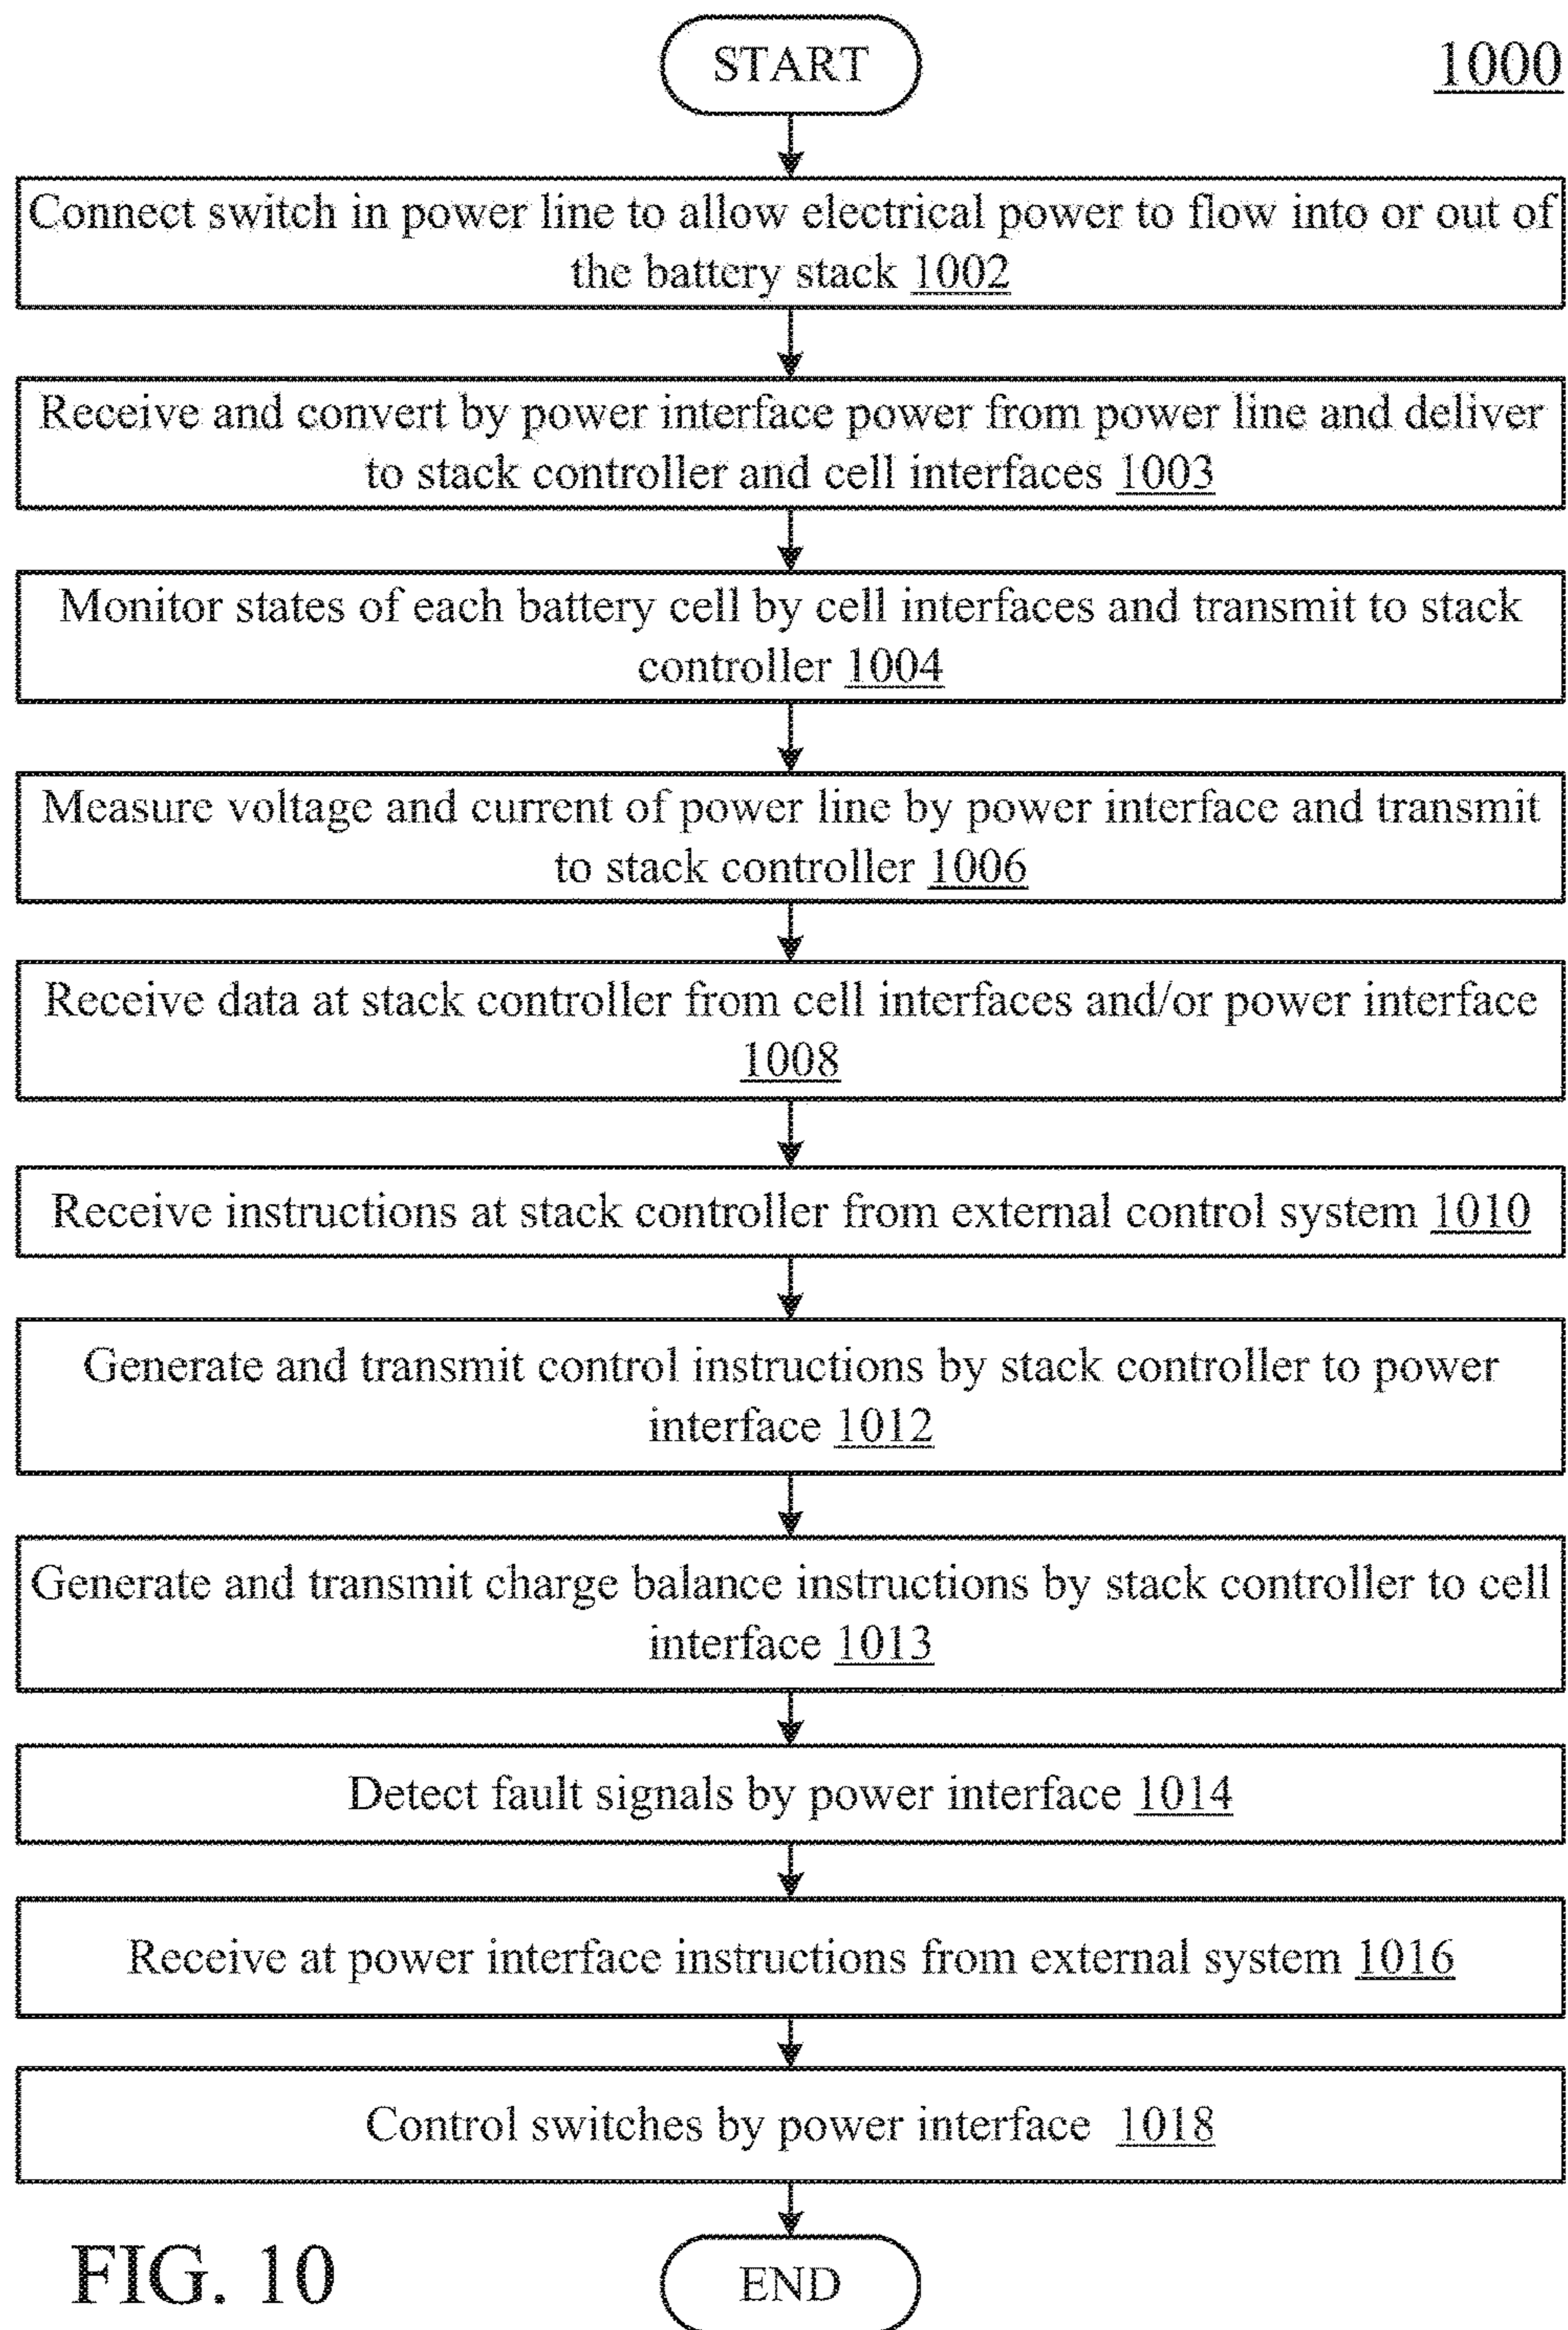 START
1000
Connect switch in power line to allow electrical power to flow into or out of
the battery stack 1002
Receive and convert by power interface power from power line and deliver
to stack controller and cell interfaces 1003
Monitor states of each battery cell by cell interfaces and transmit to stack
controller 1004
Measure voltage and current of power line by power interface and transmit
to stack controller 1006
Receive data at stack controller from cell interfaces and/or power interface
1008
Receive instructions at stack controller from external control system 1010
Generate and transmit control instructions by stack controller to power
interface 1012
Generate and transmit charge balance instructions by stack controller to cell
interface 1013
Detect fault signals by power interface 1014
Receive at power interface instructions from external system 1016
Control switches by power interface 1018
END
FIG. 10